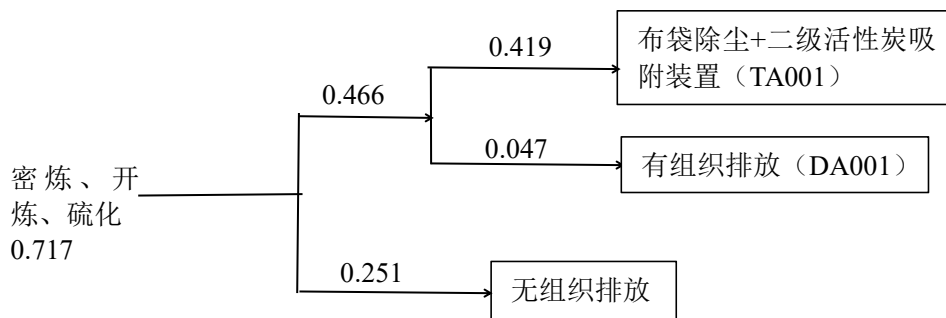 0.419
布袋除尘+二级活性炭吸
附装置（TA001）
0.466
0.047
有组织排放（DA001）
密炼、开
炼、硫化
0.717
0.251
无组织排放